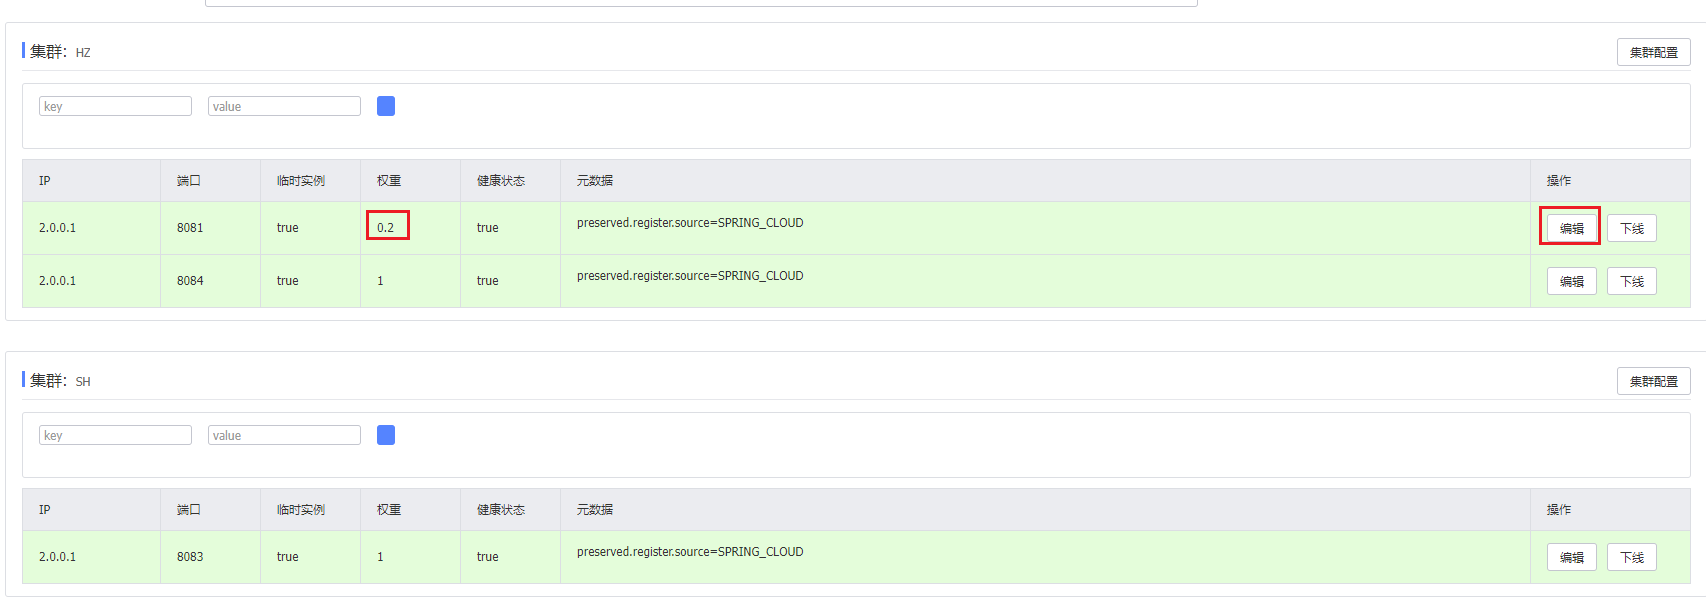 集群： HZ
集群配置
key value
IP 端口 临时实例 权重 健康状态 元数据 操作
2.0.0.1 8081 true 0.2 true preserved.register.source=SPRING_CLOUD 编辑 下线
2.0.0.1 8084 true 1 true preserved.register.source=SPRING_CLOUD 编辑 下线
集群： SH
集群配置
key value
IP 端口 临时实例 权重 健康状态 元数据 操作
2.0.0.1 8083 true 1 true preserved.register.source=SPRING_CLOUD 编辑 下线